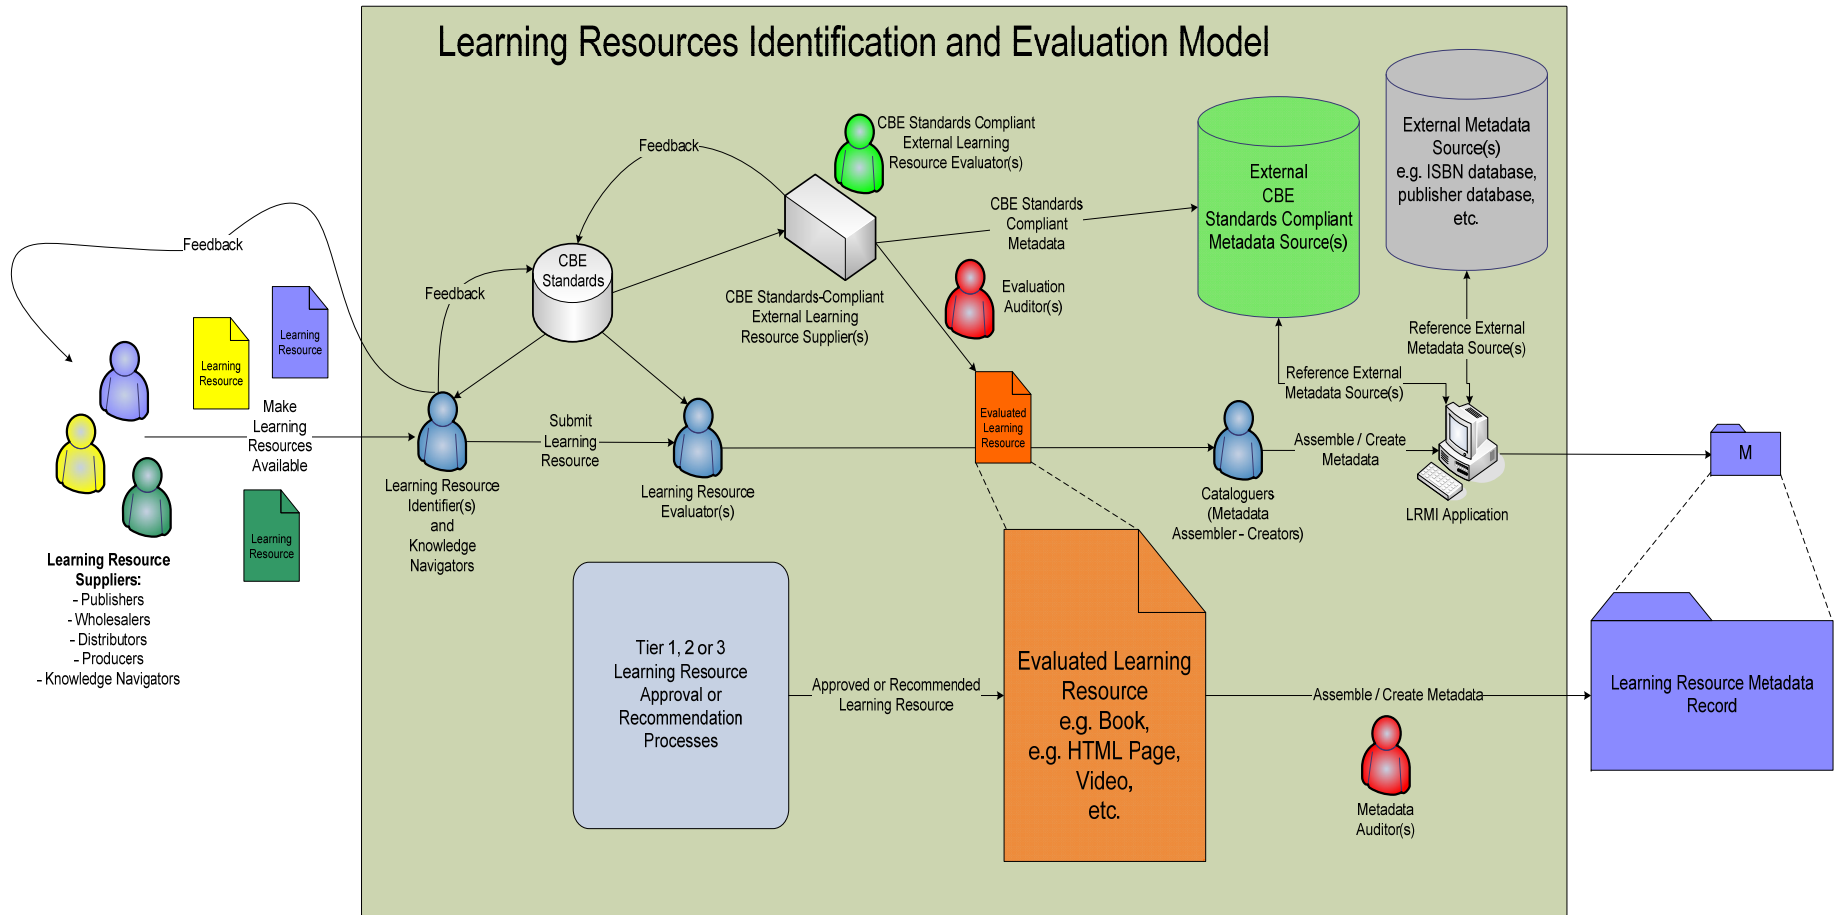 Learning Resources Identification and Evaluation Model
Feedback
Learning
Resource
Learning
Resource
Make
Learning
Resources
Available
Learning
Resource
Learning Resource
Suppliers:
- Publishers
- Wholesalers
- Distributors
- Producers
- Knowledge Navigators
Feedback
Feedback
CBE
Standards
CBE Standards Compliant
External Learning
Resource Evaluator(s)
CBE Standards-Compliant
External Learning
Resource Supplier(s)
CBE Standards
Compliant
Metadata
Evaluation
Auditor(s)
External
CBE
Standards Compliant
Metadata Source(s)
External Metadata
Source(s)
e.g. ISBN database,
publisher database,
etc.
Reference External
Metadata Source(s)
Reference External
Metadata Source(s)
Learning Resource
Identifier(s)
and
Knowledge
Navigators
Submit
Learning
Resource
Learning Resource
Evaluator(s)
Evaluated
Learning
Resource
Cataloguers
(Metadata
Assembler - Creators)
Assemble / Create
Metadata
LRMI Application
M
Tier 1, 2 or 3
Learning Resource
Approval or
Recommendation
Processes
Approved or Recommended
Learning Resource
Evaluated Learning
Resource
e.g. Book,
e.g. HTML Page,
Video,
etc.
Assemble / Create Metadata
Metadata
Auditor(s)
Learning Resource Metadata
Record